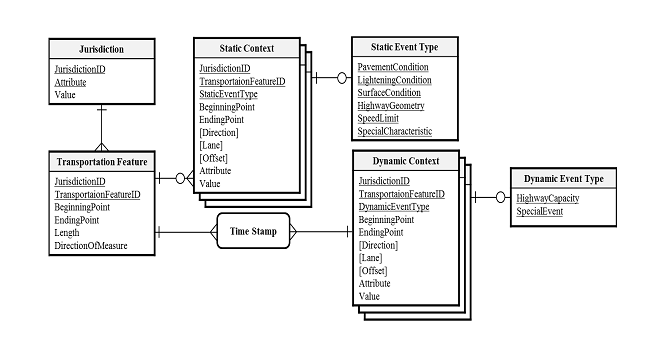 Jurisdiction
JurisdictionID
Attribute
Value
Static Context
JurisdictionID
TransportaionFeatureID
StaticEventType
BeginningPoint
EndingPoint
[Direction]
[Lane]
[Offset]
Attribute
Value
Static Event Type
PavementCondition
LighteningCondition
SurfaceCondition
HighwayGeometry
SpeedLimit
SpecialCharacteristic
Transportation Feature
JurisdictionID
TransportaionFeatureID
BeginningPoint
EndingPoint
Length
DirectionOfMeasure
Time Stamp
Dynamic Context
JurisdictionID
TransportaionFeatureID
DynamicEventType
BeginningPoint
EndingPoint
[Direction]
[Lane]
[Offset]
Attribute
Value
Dynamic Event Type
HighwayCapacity
SpecialEvent